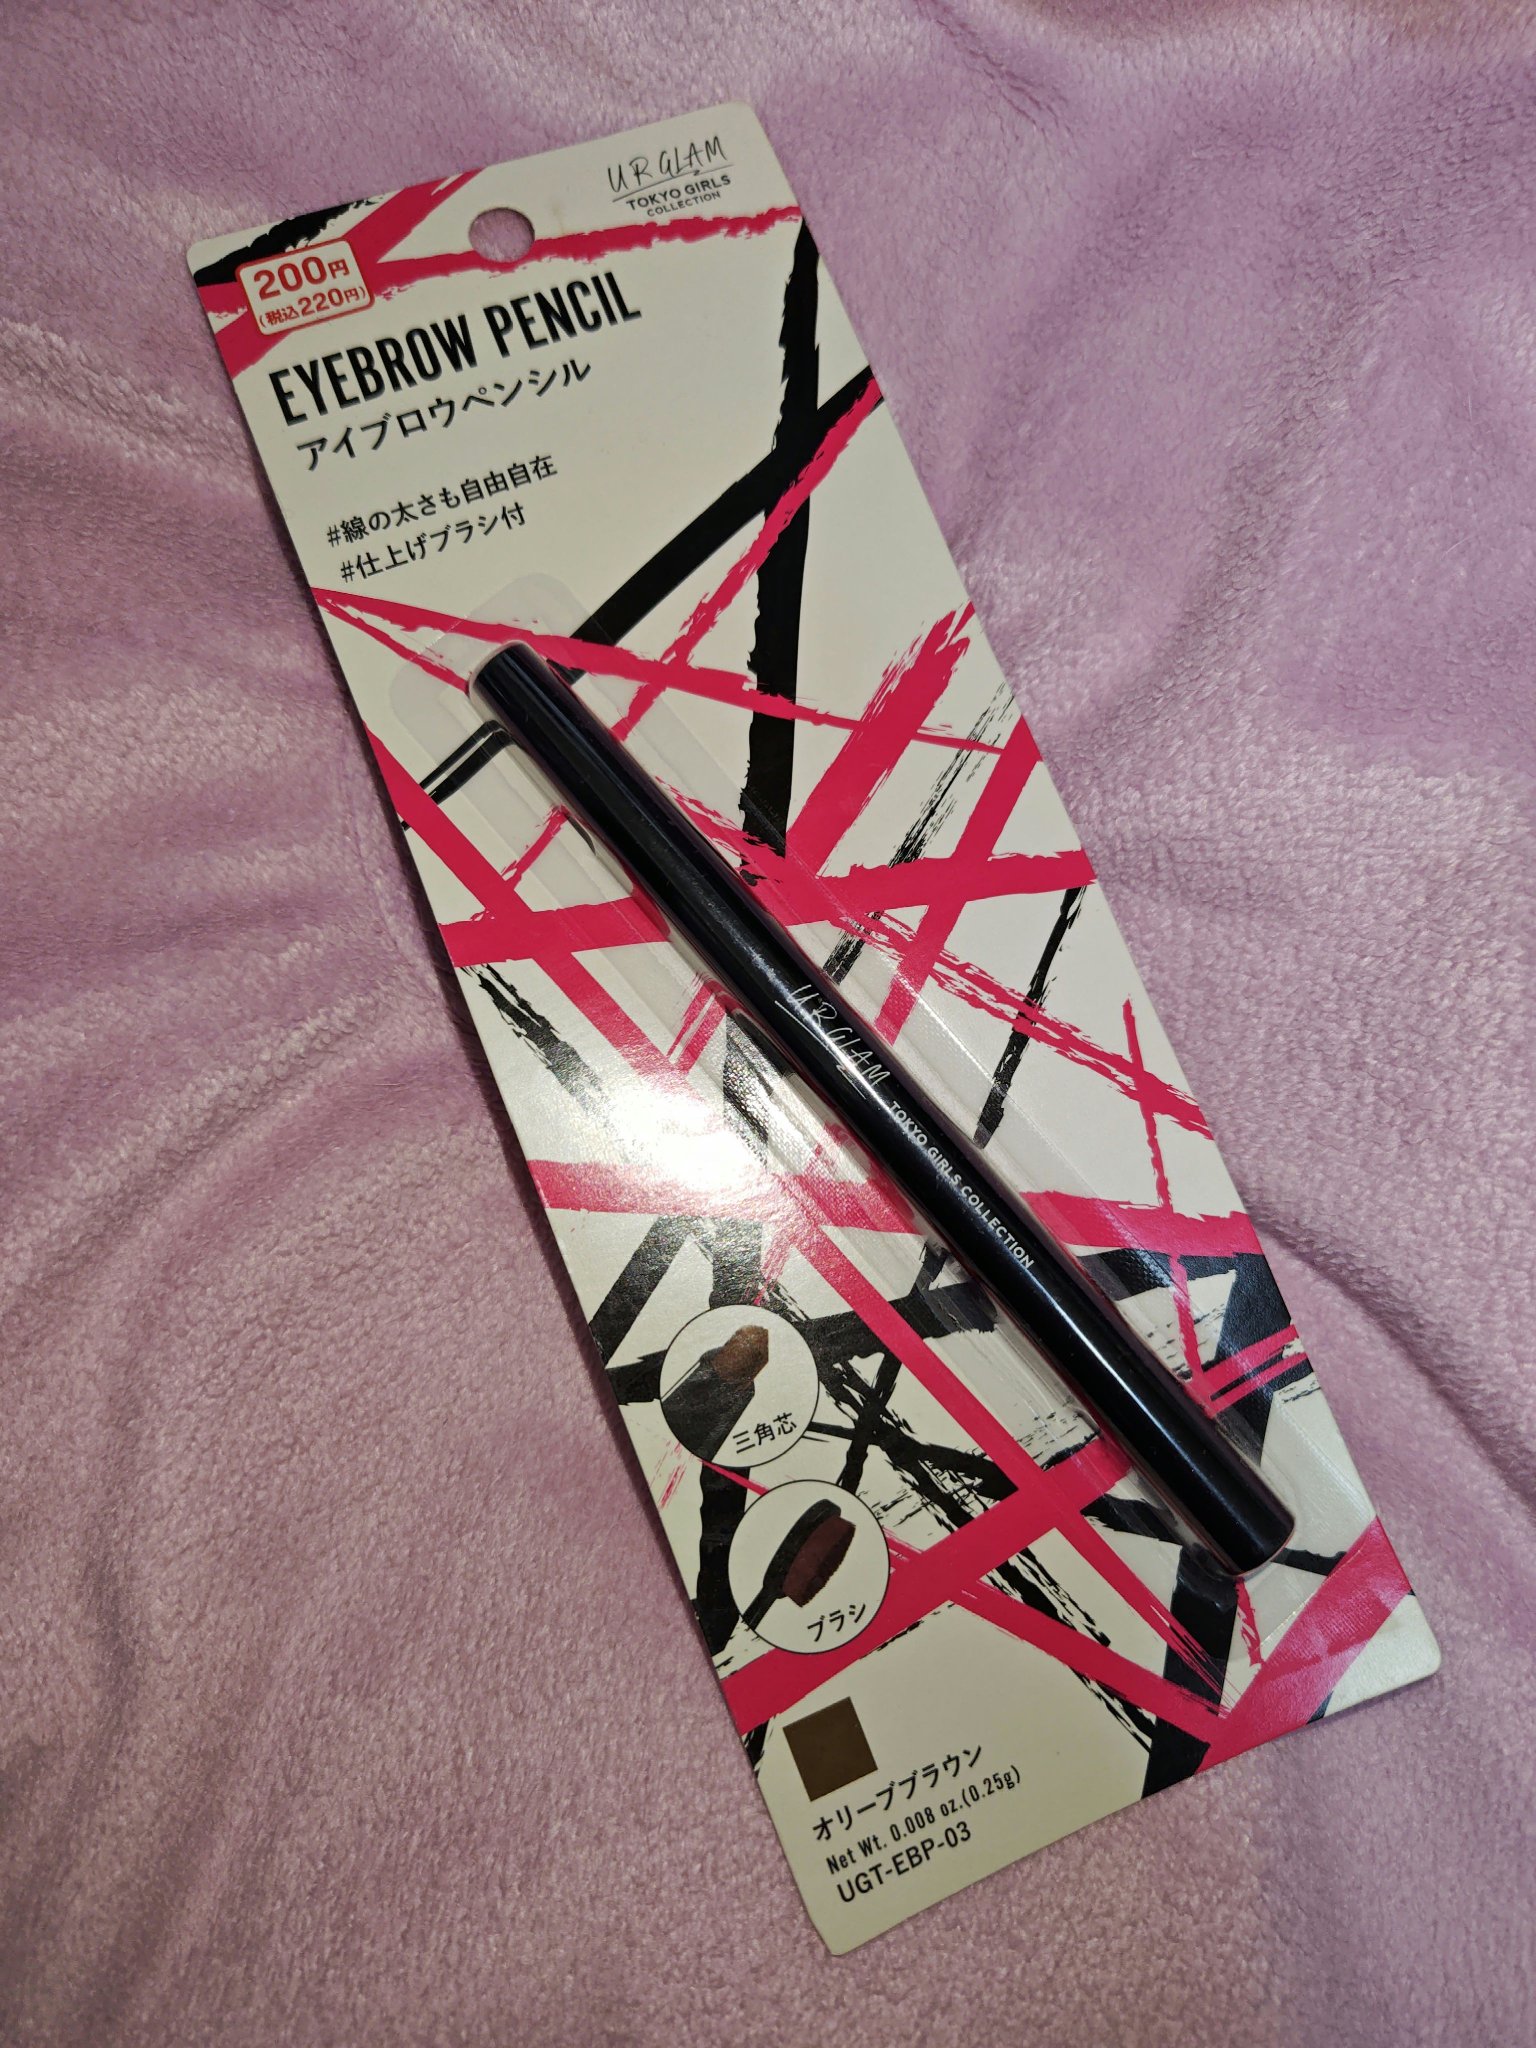 UR GLAM
TOKYO GIRLS
COLLECTION
200円
(税込220円)
EYEBROW PENCIL
アイブロウペンシル
#線の太さも自由自在
#仕上げブラシ付
UR GLAM TOKYO GIRLS COLLECTION
三角芯
ブラシ
オリーブブラウン
Net Wt. 0.008 oz.(0.25g)
UGT-EBP-03